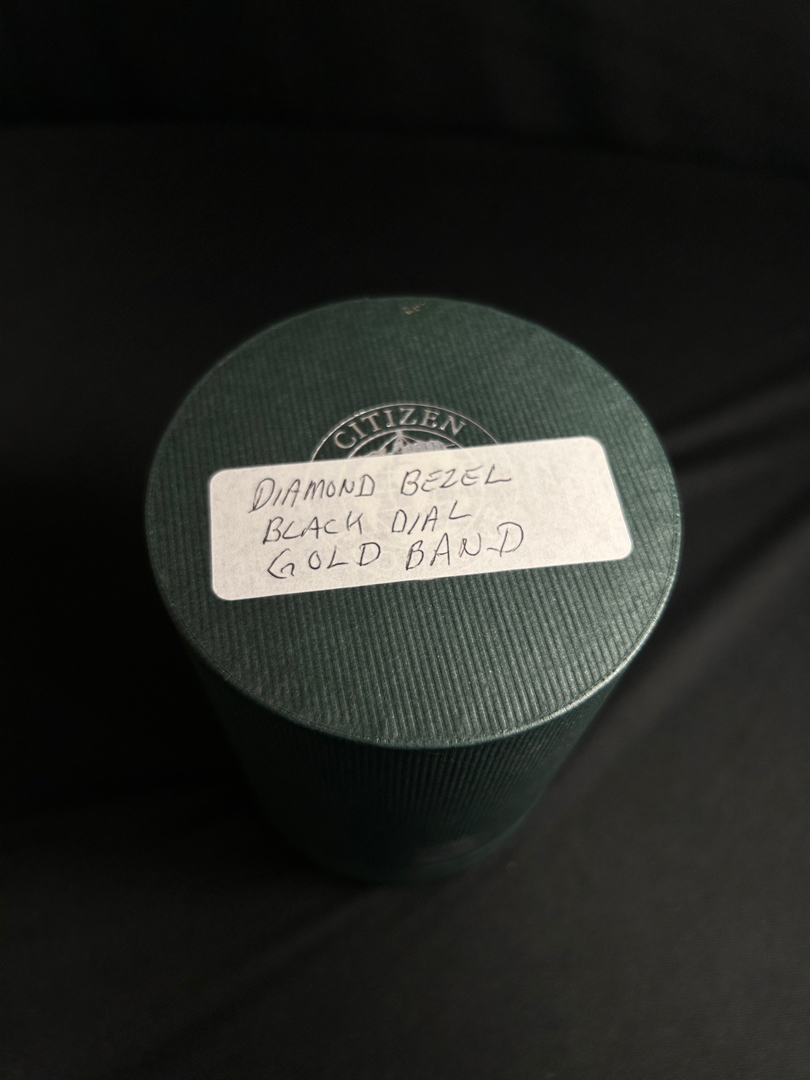 CITIZEN
DIAMOND BEZEL
BLACK DIAL
GOLD BAND